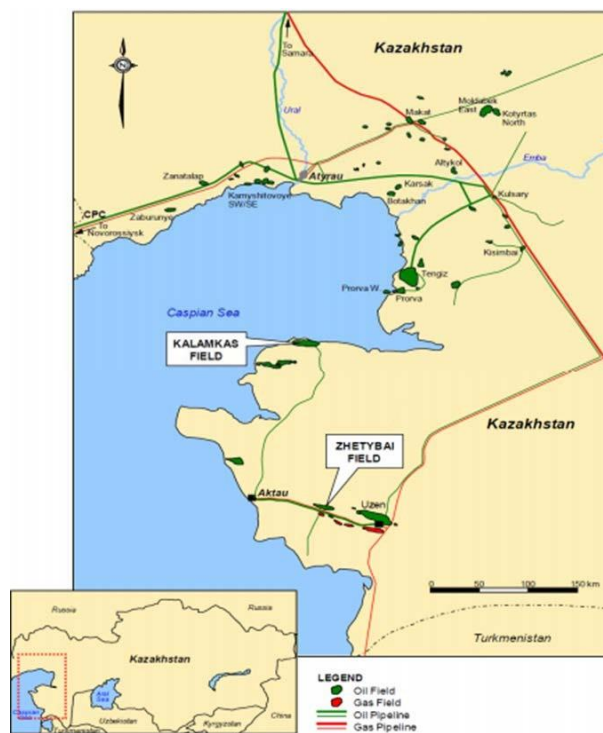 Kazakhstan
N
To
Samara
Ural
Makat
Moldabek
East
Kotyrtas
North
Emba
Zanatalap
Atyrau
Altykol
Kulsary
Karsak
Botakhan
Kamyshitovoye
SW/SE
Zaburunye
CPC
To
Novorossiysk
Kisimbai
Tengiz
Prorva W
Prorva
Caspian Sea
KALAMKAS
FIELD
Kazakhstan
ZHETYBAI
FIELD
Aktau
Uzen
0 50 100 150 km
Turkmenistan
Russia
Russia
Kazakhstan
Aral
Sea
Caspian
Uzbekistan
Kyrgyzstan
China
Turkmenistan
LEGEND
Oil Field
Gas Field
Oil Pipeline
Gas Pipeline